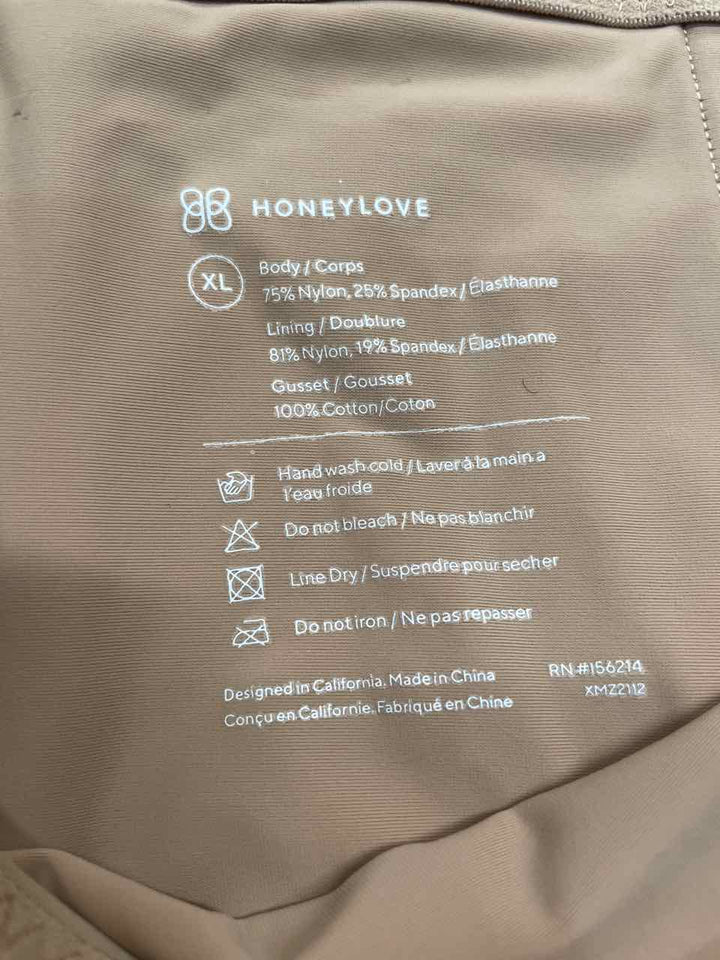 HONEYLOVE
XL
Body / Corps
75% Nylon, 25% Spandex / Élasthanne
Lining / Doublure
81% Nylon, 19% Spandex / Élasthanne
Gusset / Gousset
100% Cotton/Coton
Hand wash cold / Laver à la main a
l'eau froide
Do not bleach / Ne pas blanchir
Line Dry / Suspendre pour secher
Do not iron / Ne pas repasser
Designed in California. Made in China
Conçu en Californie. Fabriqué en Chine
RN #156214
XMZ2112